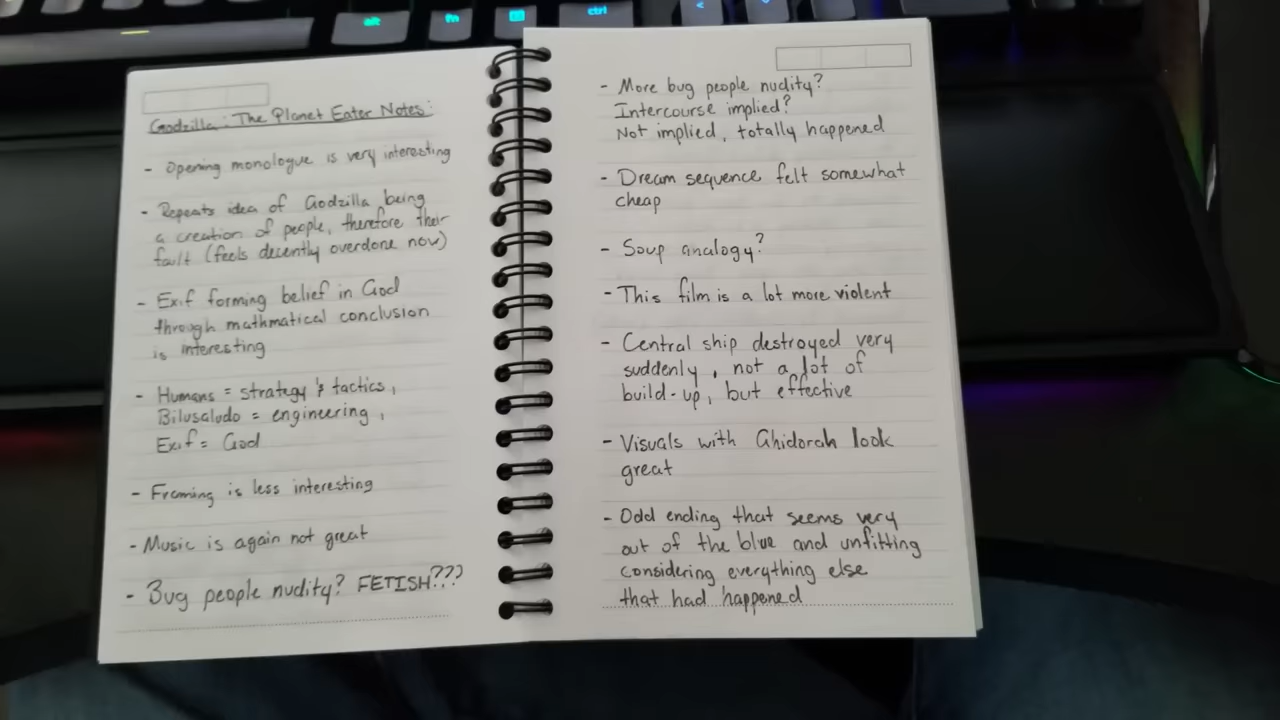 alt
fn
ctrl
<
Godzilla: The Planet Eater Notes:
- Opening monologue is very interesting
- Repeats idea of Godzilla being
a creation of people, therefore their
fault (feels decently overdone now)
- Exif forming belief in God
through mathmatical conclusion
is interesting
- Humans = strategy & tactics,
Bilusaludo = engineering,
Exif = God
- Framing is less interesting
- Music is again not great
- Bug people nudity? FETISH???
- More bug people nudity?
Intercourse implied?
Not implied, totally happened
- Dream sequence felt somewhat
cheap
- Soup analogy?
- This film is a lot more violent
- Central ship destroyed very
suddenly, not a lot of
build-up, but effective
- Visuals with Ghidorah look
great
- Odd ending that seems very
out of the blue and unfitting
considering everything else
that had happened